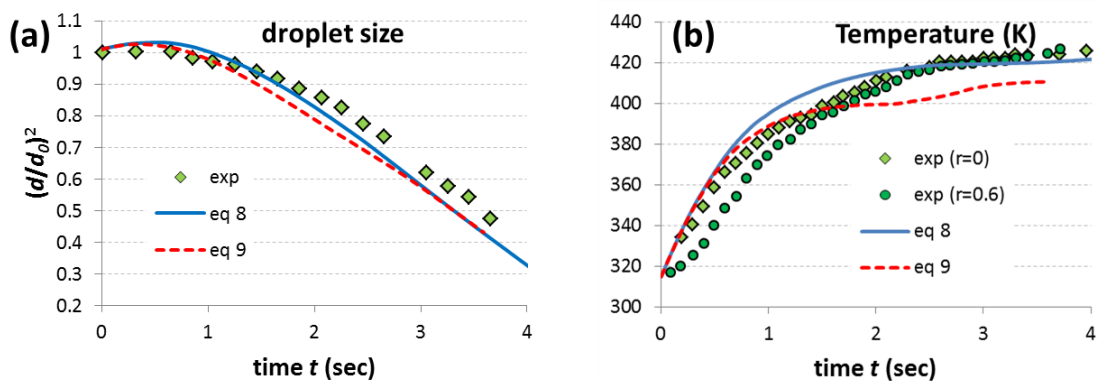 (a)
droplet size
(d/d0)²
1.1
1
0.9
0.8
0.7
0.6
0.5
0.4
0.3
0.2
exp
eq 8
eq 9
0
1
2
3
4
time t (sec)
(b)
Temperature (K)
440
420
400
380
360
340
320
300
exp (r=0)
exp (r=0.6)
eq 8
eq 9
0
1
2
3
4
time t (sec)